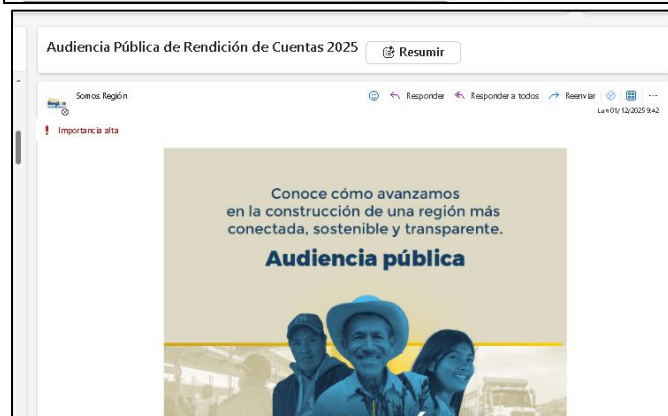 Audiencia Pública de Rendición de Cuentas 2025
Resumir
Somos Región
Responder
Responder a todos
Reenviar
Lun 01/12/2025 9:42
Importancia alta
Conoce cómo avanzamos
en la construcción de una región más
conectada, sostenible y transparente.
Audiencia pública